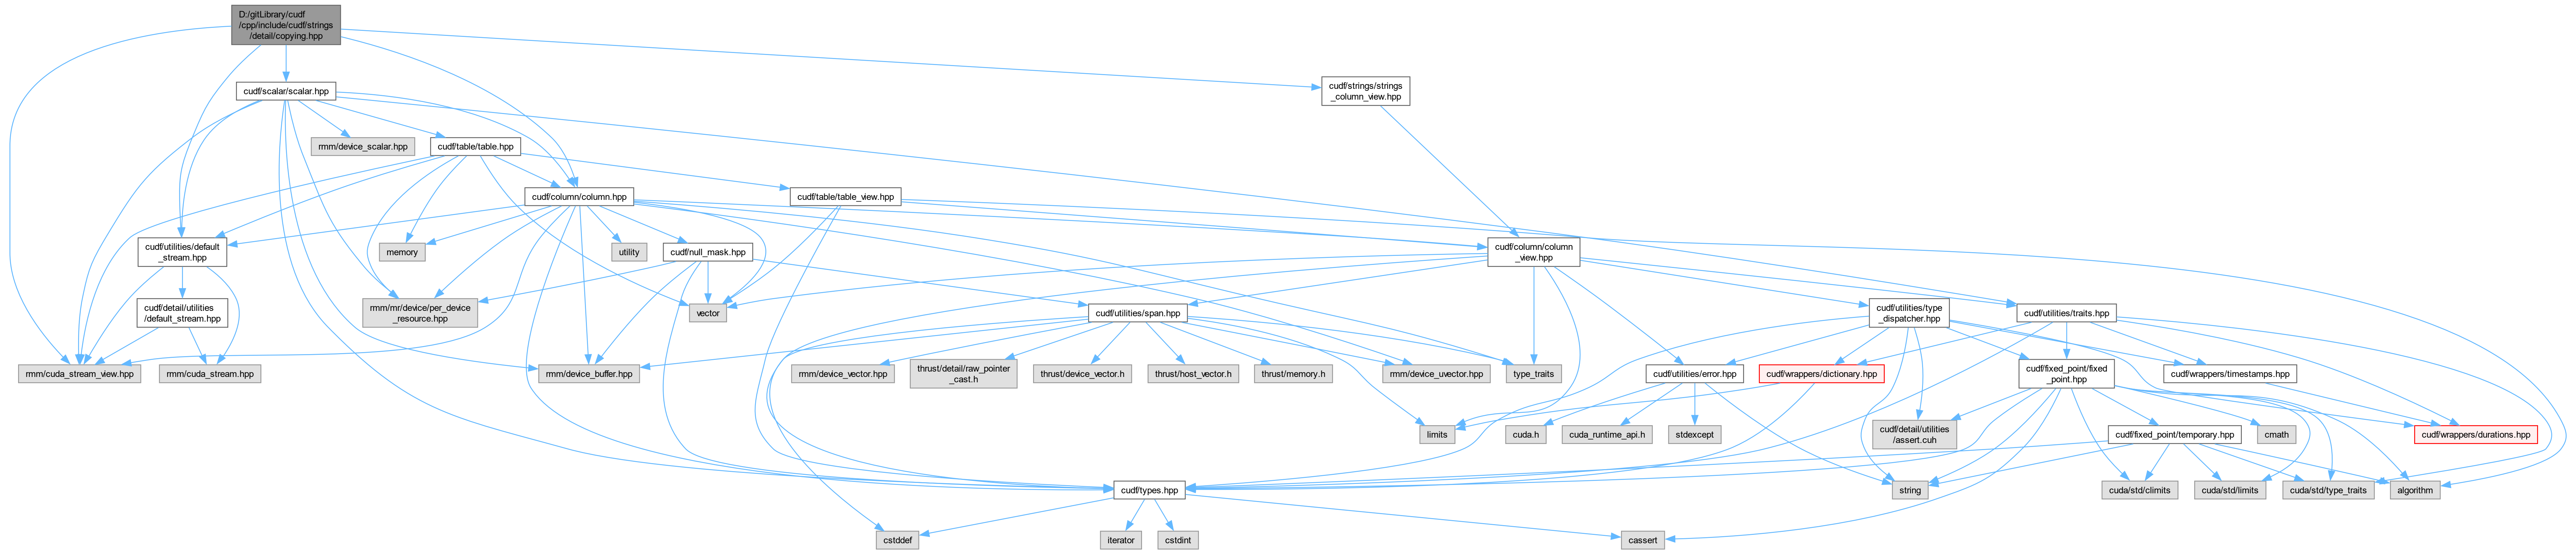 D:/gitLibrary/cudf
/cpp/include/cudf/strings
/detail/copying.hpp
cudf/scalar/scalar.hpp
cudf/strings/strings
_column_view.hpp
rmm/device_scalar.hpp
cudf/table/table.hpp
cudf/column/column.hpp
cudf/table/table_view.hpp
cudf/utilities/default
_stream.hpp
memory
utility
cudf/null_mask.hpp
cudf/column/column
_view.hpp
cudf/detail/utilities
/default_stream.hpp
rmm/mr/device/per_device
_resource.hpp
vector
cudf/utilities/span.hpp
cudf/utilities/type
_dispatcher.hpp
cudf/utilities/traits.hpp
rmm/cuda_stream_view.hpp
rmm/cuda_stream.hpp
rmm/device_buffer.hpp
rmm/device_vector.hpp
thrust/detail/raw_pointer
_cast.h
thrust/device_vector.h
thrust/host_vector.h
thrust/memory.h
rmm/device_uvector.hpp
type_traits
cudf/utilities/error.hpp
cudf/wrappers/dictionary.hpp
cudf/fixed_point/fixed
_point.hpp
cudf/wrappers/timestamps.hpp
limits
cuda.h
cuda_runtime_api.h
stdexcept
cudf/detail/utilities
/assert.cuh
cudf/fixed_point/temporary.hpp
cmath
cudf/wrappers/durations.hpp
cudf/types.hpp
string
cuda/std/climits
cuda/std/limits
cuda/std/type_traits
algorithm
cstddef
iterator
cstdint
cassert